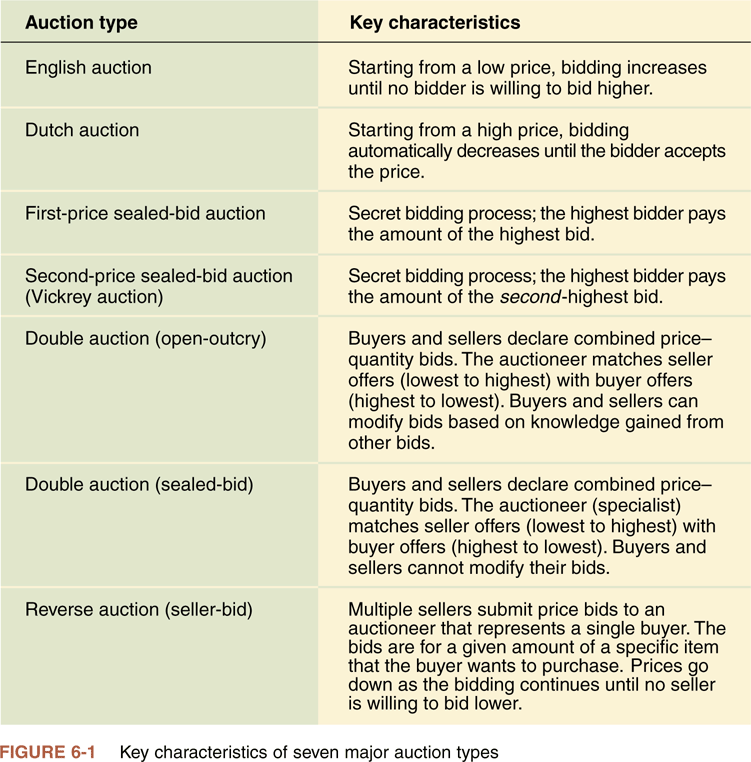 Auction type Key characteristics
English auction Starting from a low price, bidding increases
until no bidder is willing to bid higher.
Dutch auction Starting from a high price, bidding
automatically decreases until the bidder accepts
the price.
First-price sealed-bid auction Secret bidding process; the highest bidder pays
the amount of the highest bid.
Second-price sealed-bid auction Secret bidding process; the highest bidder pays
(Vickrey auction) the amount of the second-highest bid.
Double auction (open-outcry) Buyers and sellers declare combined price–
quantity bids. The auctioneer matches seller
offers (lowest to highest) with buyer offers
(highest to lowest). Buyers and sellers can
modify bids based on knowledge gained from
other bids.
Double auction (sealed-bid) Buyers and sellers declare combined price–
quantity bids. The auctioneer (specialist)
matches seller offers (lowest to highest) with
buyer offers (highest to lowest). Buyers and
sellers cannot modify their bids.
Reverse auction (seller-bid) Multiple sellers submit price bids to an
auctioneer that represents a single buyer. The
bids are for a given amount of a specific item
that the buyer wants to purchase. Prices go
down as the bidding continues until no seller
is willing to bid lower.
FIGURE 6-1 Key characteristics of seven major auction types